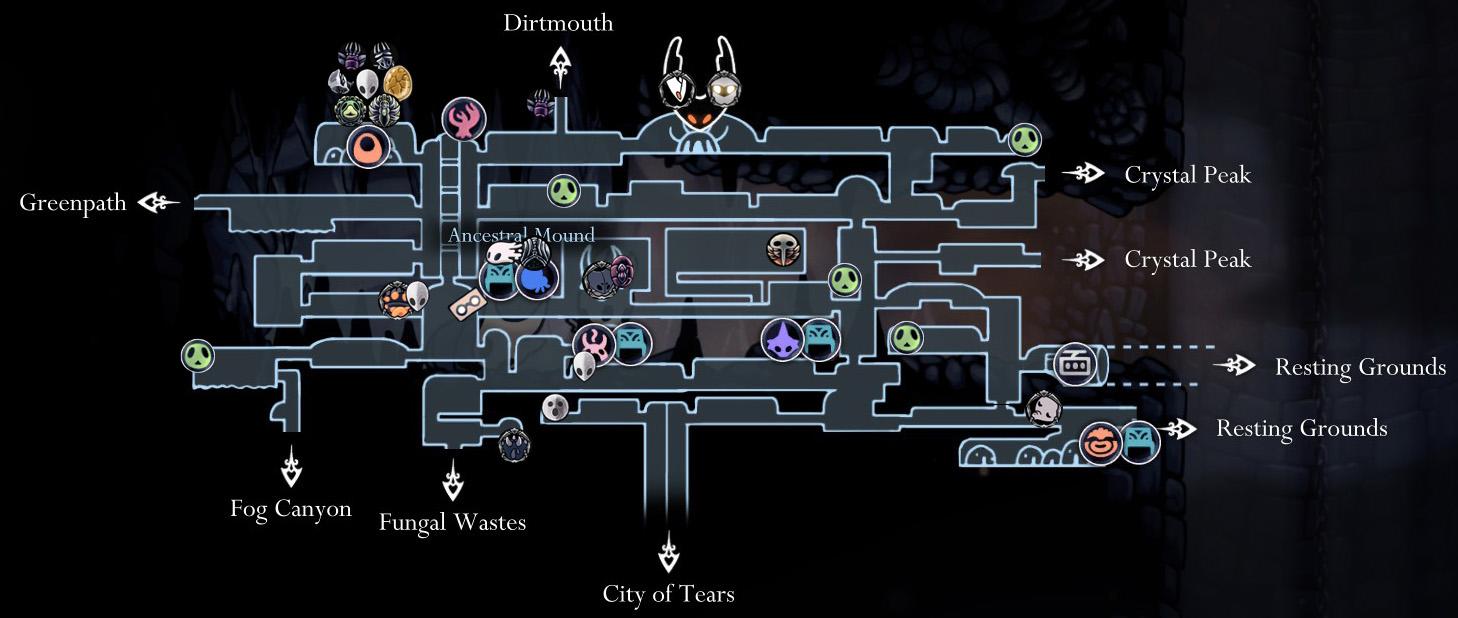 Dirtmouth
Crystal Peak
Greenpath
Ancestral Mound
Crystal Peak
Resting Grounds
Resting Grounds
Fog Canyon
Fungal Wastes
City of Tears